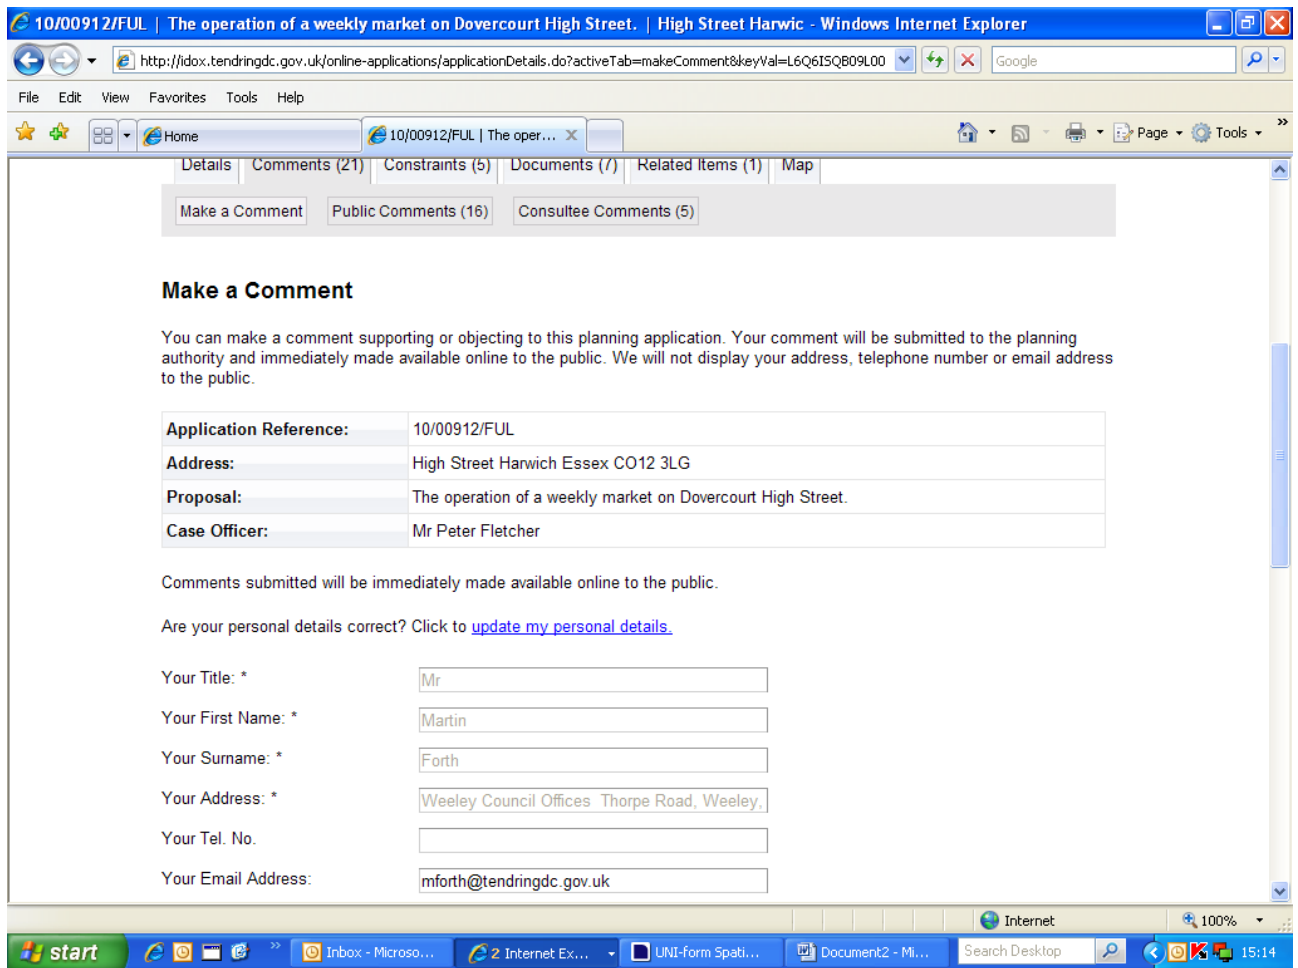 10/00912/FUL | The operation of a weekly market on Dovercourt High Street. | High Street Harwic - Windows Internet Explorer
http://idox.tendringdc.gov.uk/online-applications/applicationDetails.do?activeTab=makeComment&keyVal=L6Q6ISQB09L00
Google
File Edit View Favorites Tools Help
Home
10/00912/FUL | The oper... X
Page
Tools
Details
Comments (21)
Constraints (5)
Documents (7)
Related Items (1)
Map
Make a Comment
Public Comments (16)
Consultee Comments (5)
Make a Comment
You can make a comment supporting or objecting to this planning application. Your comment will be submitted to the planning
authority and immediately made available online to the public. We will not display your address, telephone number or email address
to the public.
Application Reference: 10/00912/FUL
Address: High Street Harwich Essex CO12 3LG
Proposal: The operation of a weekly market on Dovercourt High Street.
Case Officer: Mr Peter Fletcher
Comments submitted will be immediately made available online to the public.
Are your personal details correct? Click to update my personal details.
Your Title: * Mr
Your First Name: * Martin
Your Surname: * Forth
Your Address: * Weeley Council Offices Thorpe Road, Weeley,
Your Tel. No.
Your Email Address: mforth@tendringdc.gov.uk
Internet
100%
start
Inbox - Microso...
2 Internet Ex...
UNI-form Spati...
Document2 - Mi...
Search Desktop
15:14